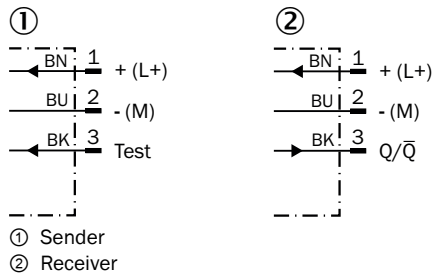 ① ②
BN 1 + (L+) BN 1 + (L+)
BU 2 - (M) BU 2 - (M)
BK 3 Test BK 3 Q/Q̅
① Sender
② Receiver